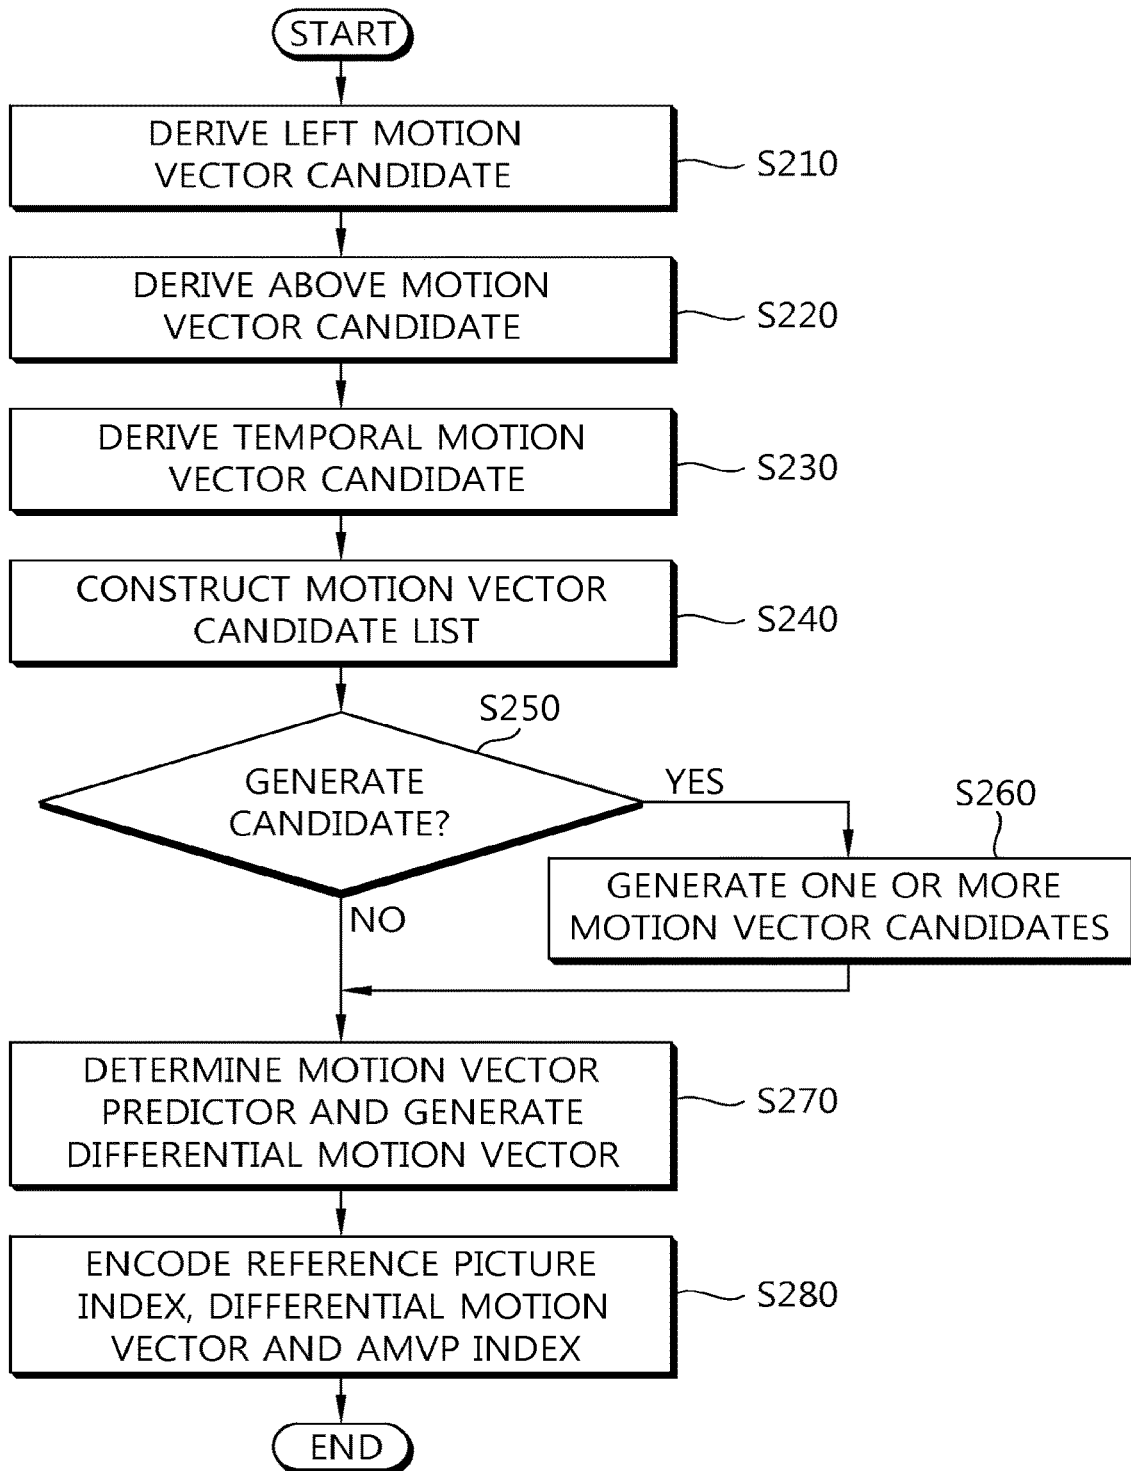 START
DERIVE LEFT MOTION
VECTOR CANDIDATE
S210
DERIVE ABOVE MOTION
VECTOR CANDIDATE
S220
DERIVE TEMPORAL MOTION
VECTOR CANDIDATE
S230
CONSTRUCT MOTION VECTOR
CANDIDATE LIST
S240
S250
GENERATE
CANDIDATE?
YES
NO
S260
GENERATE ONE OR MORE
MOTION VECTOR CANDIDATES
DETERMINE MOTION VECTOR
PREDICTOR AND GENERATE
DIFFERENTIAL MOTION VECTOR
S270
ENCODE REFERENCE PICTURE
INDEX, DIFFERENTIAL MOTION
VECTOR AND AMVP INDEX
S280
END